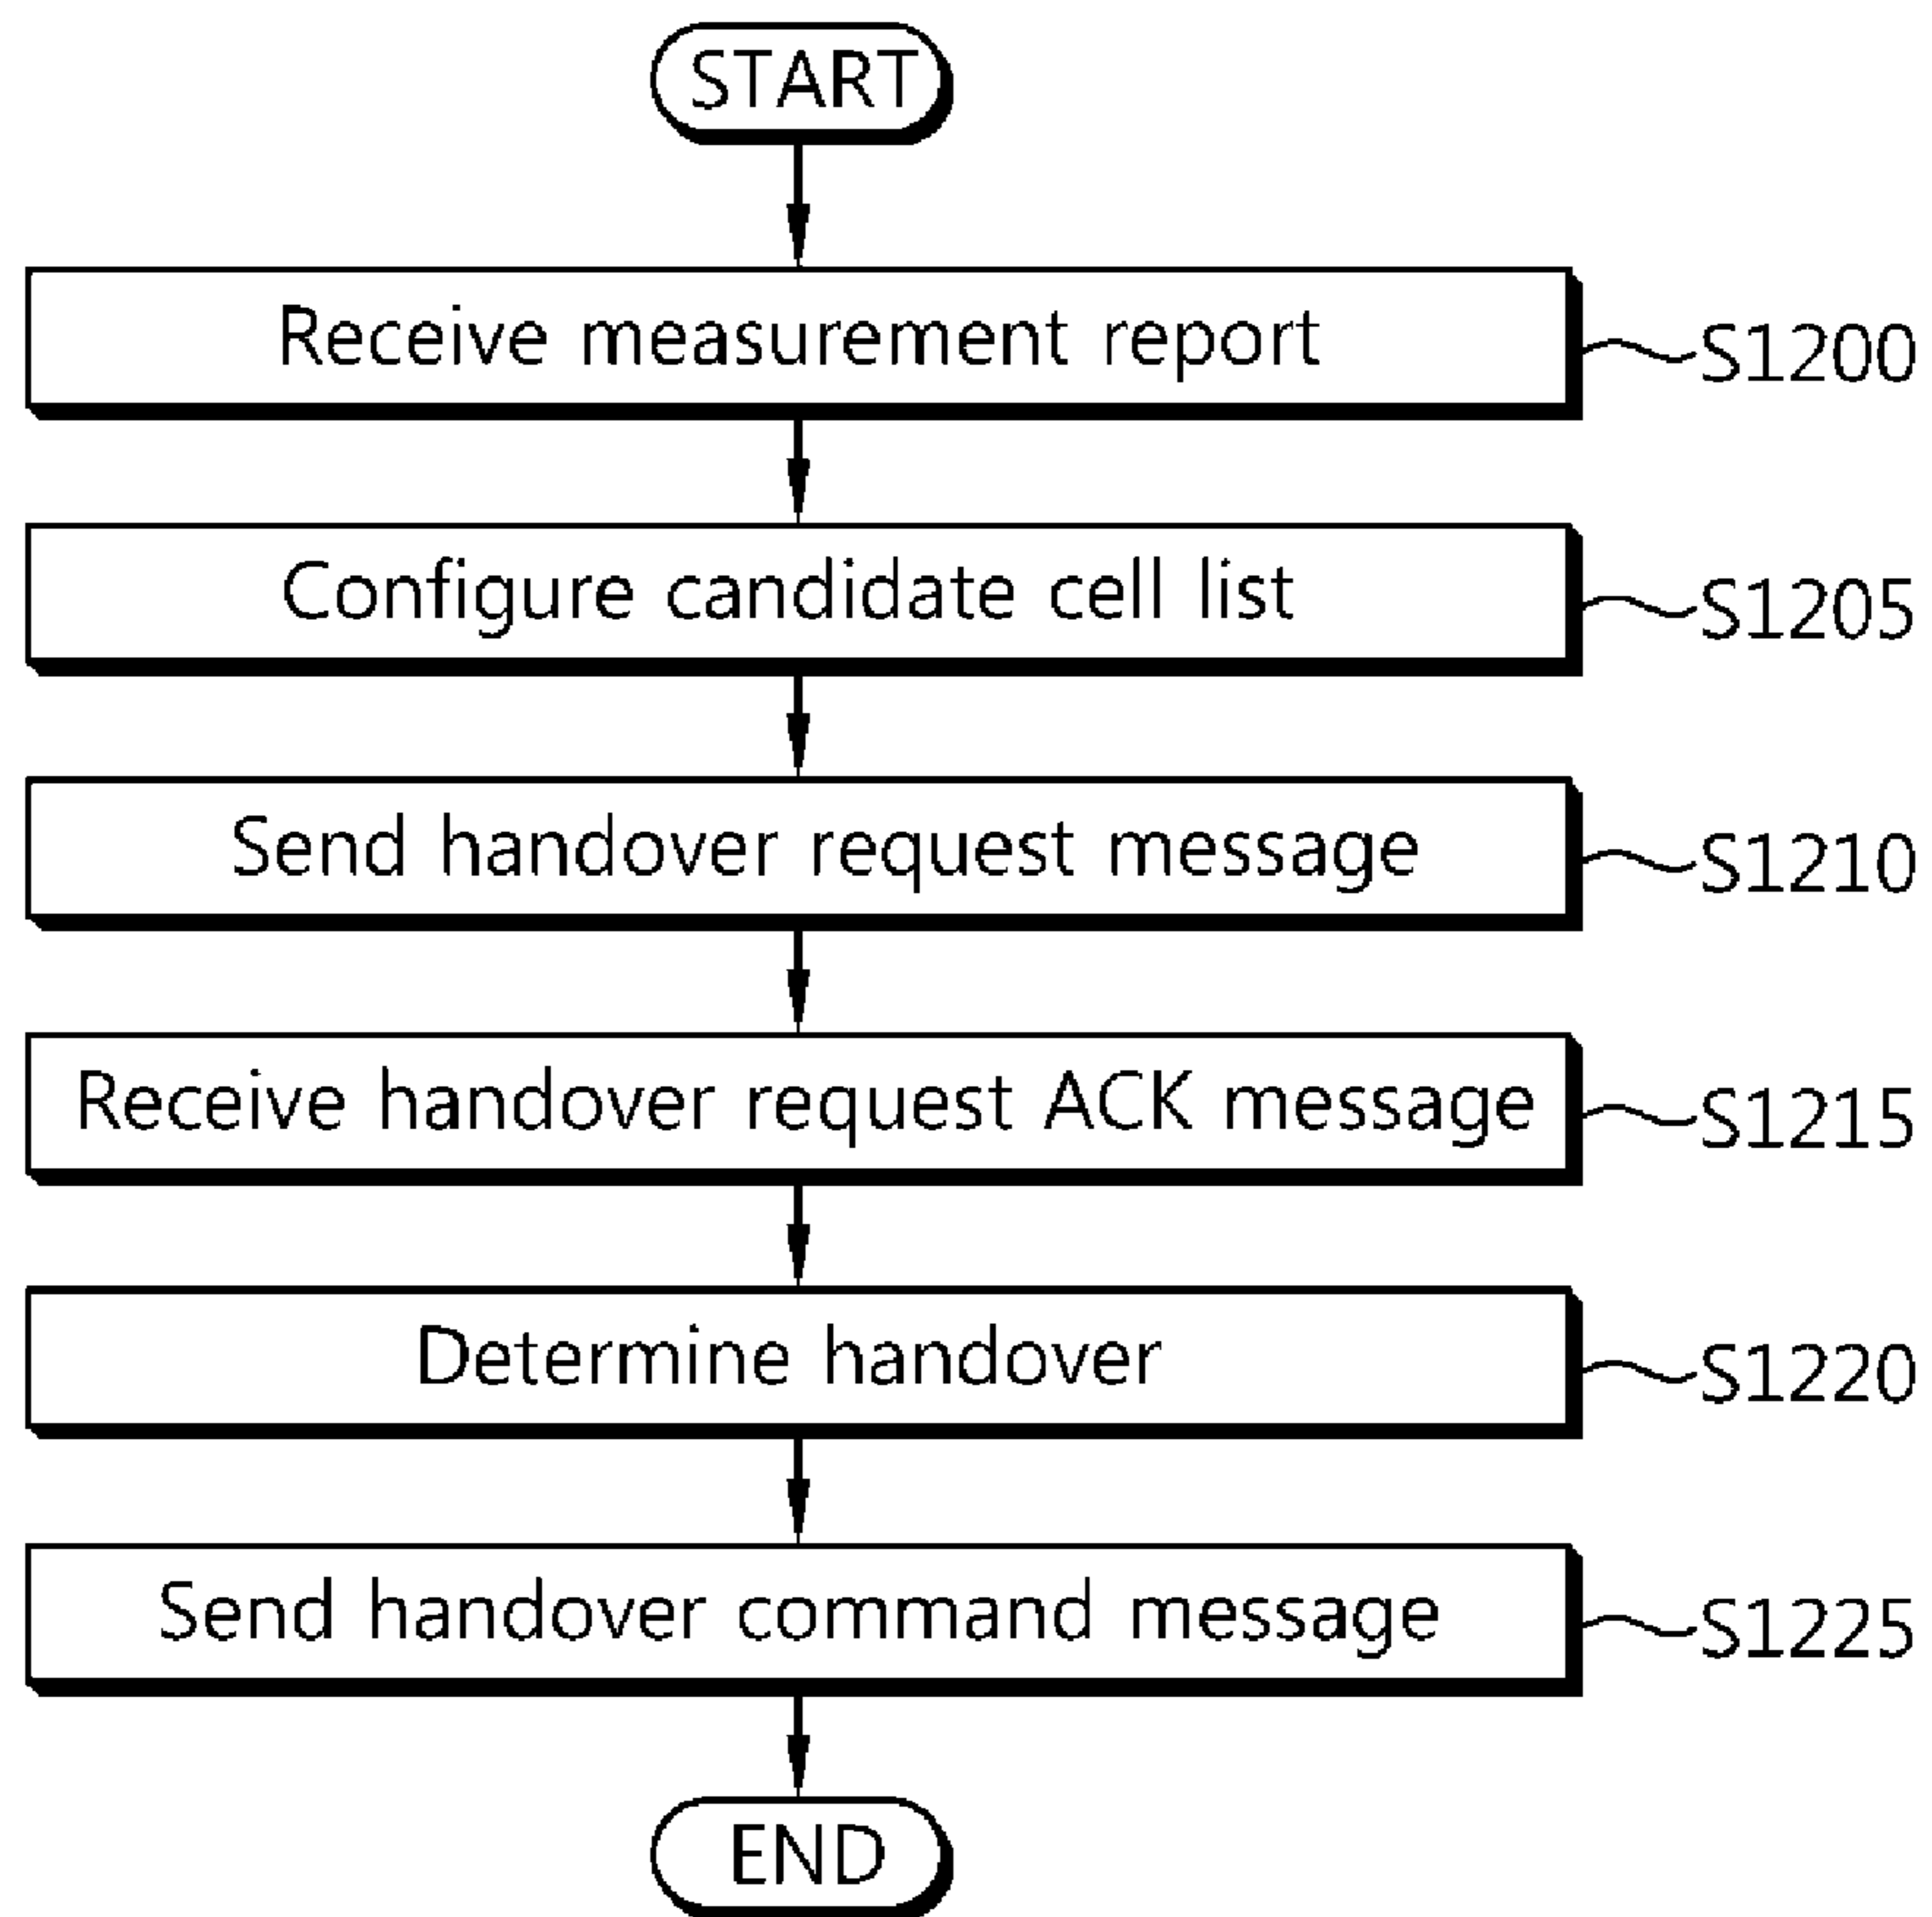 START
Receive measurement report
S1200
Configure candidate cell list
S1205
Send handover request message
S1210
Receive handover request ACK message
S1215
Determine handover
S1220
Send handover command message
S1225
END